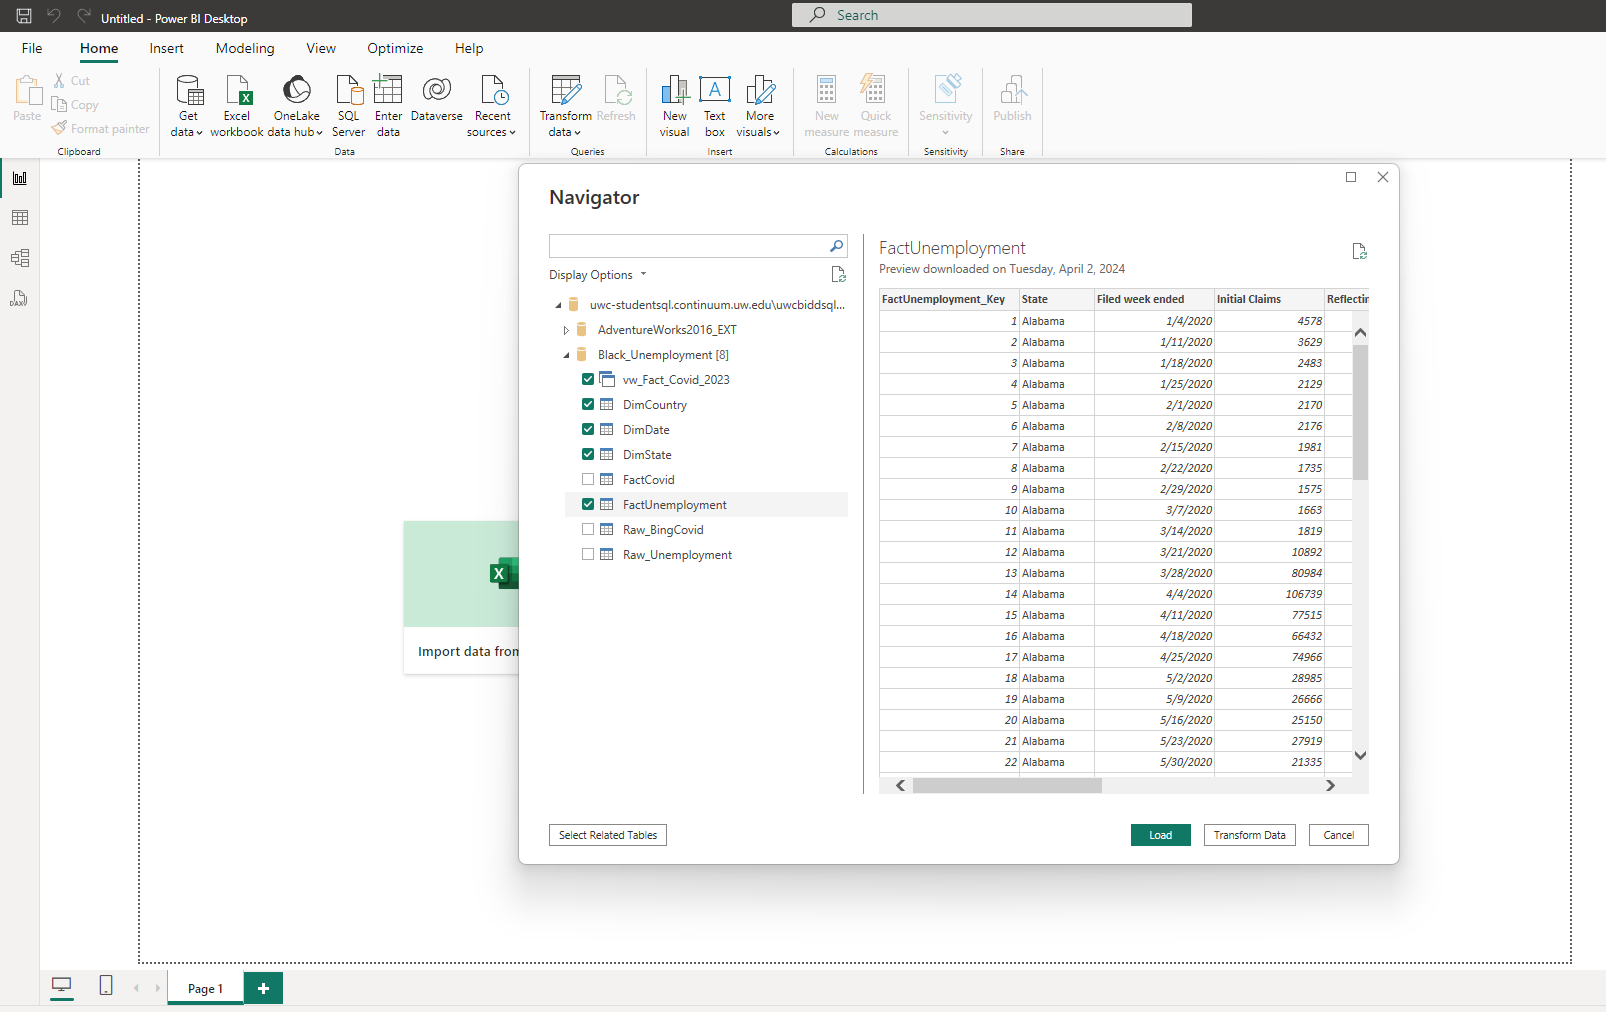 Untitled - Power BI Desktop
Search
File Home Insert Modeling View Optimize Help
Paste
Cut
Copy
Format painter
Clipboard
Get data
Excel workbook
OneLake data hub
SQL Server
Enter data
Dataverse
Recent sources
Data
Transform data
Refresh
Queries
New visual
Text box
More visuals
Insert
New measure
Quick measure
Calculations
Sensitivity
Sensitivity
Publish
Share
DAX
Import data from
Navigator
Display Options
uwc-studentsql.continuum.uw.edu\uwcbiddsql...
AdventureWorks2016_EXT
Black_Unemployment [8]
vw_Fact_Covid_2023
DimCountry
DimDate
DimState
FactCovid
FactUnemployment
Raw_BingCovid
Raw_Unemployment
Select Related Tables
FactUnemployment
Preview downloaded on Tuesday, April 2, 2024
FactUnemployment_Key State Filed week ended Initial Claims Reflectin
1 Alabama 1/4/2020 4578
2 Alabama 1/11/2020 3629
3 Alabama 1/18/2020 2483
4 Alabama 1/25/2020 2129
5 Alabama 2/1/2020 2170
6 Alabama 2/8/2020 2176
7 Alabama 2/15/2020 1981
8 Alabama 2/22/2020 1735
9 Alabama 2/29/2020 1575
10 Alabama 3/7/2020 1663
11 Alabama 3/14/2020 1819
12 Alabama 3/21/2020 10892
13 Alabama 3/28/2020 80984
14 Alabama 4/4/2020 106739
15 Alabama 4/11/2020 77515
16 Alabama 4/18/2020 66432
17 Alabama 4/25/2020 74966
18 Alabama 5/2/2020 28985
19 Alabama 5/9/2020 26666
20 Alabama 5/16/2020 25150
21 Alabama 5/23/2020 27919
22 Alabama 5/30/2020 21335
Load Transform Data Cancel
Page 1